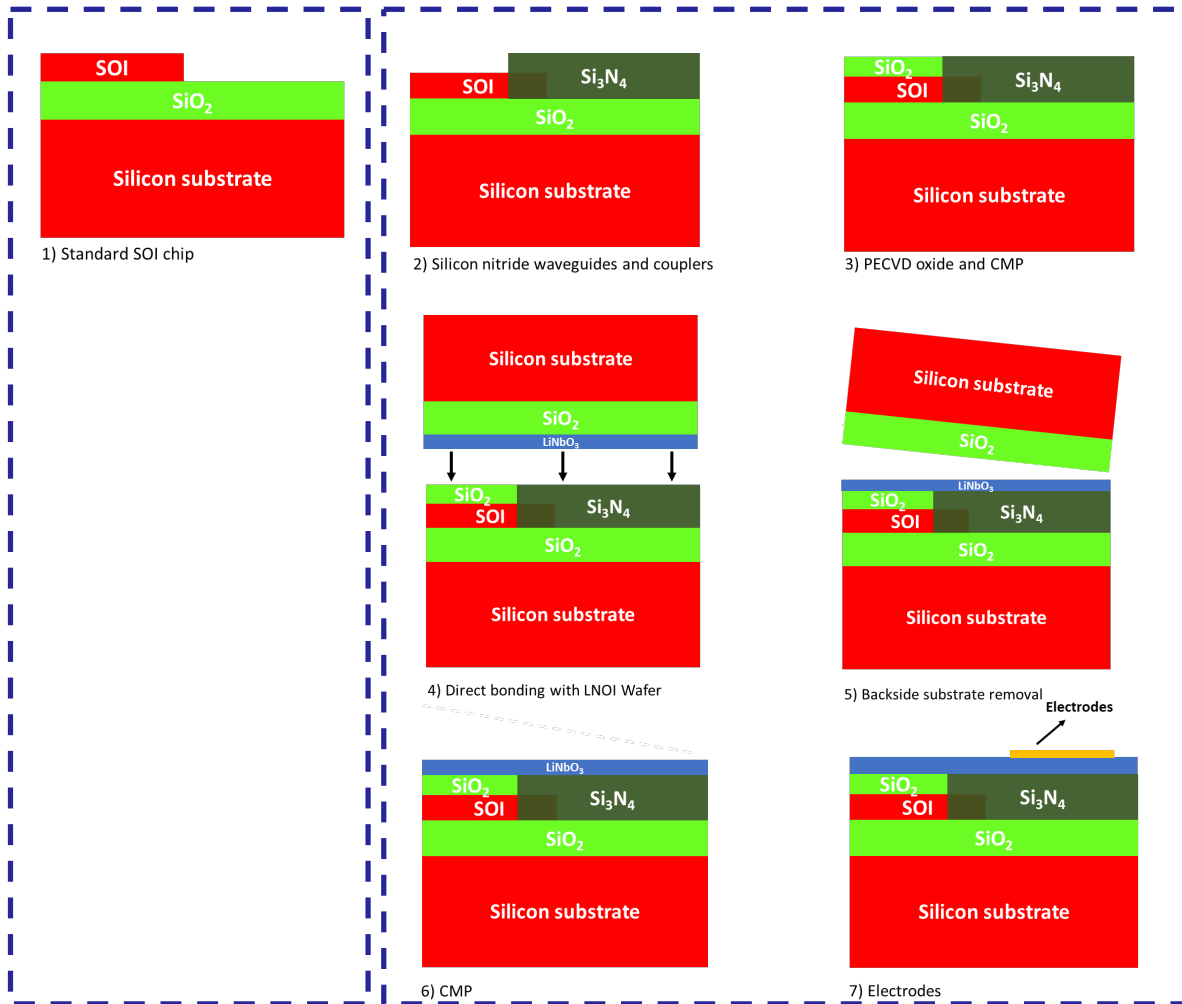 SOI
SiO₂
Silicon substrate
1) Standard SOI chip
SOI
Si₃N₄
SiO₂
Silicon substrate
2) Silicon nitride waveguides and couplers
SiO₂
SOI
Si₃N₄
SiO₂
Silicon substrate
3) PECVD oxide and CMP
Silicon substrate
SiO₂
LiNbO₃
SiO₂
SOI
Si₃N₄
SiO₂
Silicon substrate
4) Direct bonding with LNOI Wafer
Silicon substrate
SiO₂
LiNbO₃
SiO₂
SOI
Si₃N₄
SiO₂
Silicon substrate
5) Backside substrate removal
LiNbO₃
SiO₂
SOI
Si₃N₄
SiO₂
Silicon substrate
6) CMP
Electrodes
SiO₂
SOI
Si₃N₄
SiO₂
Silicon substrate
7) Electrodes